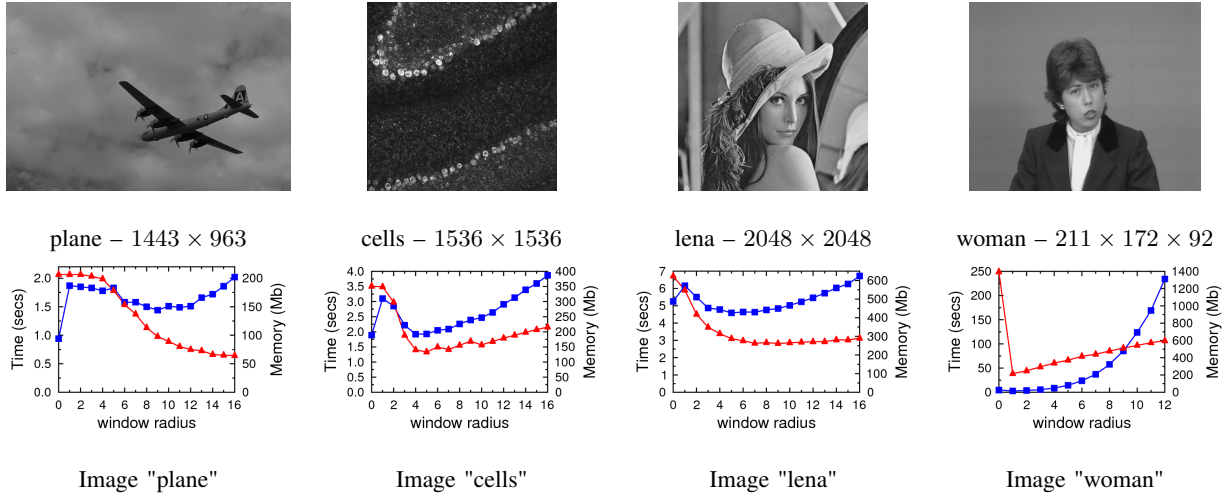 plane – 1443 × 963
cells – 1536 × 1536
lena – 2048 × 2048
woman – 211 × 172 × 92
Time (secs)
2.0
1.5
1.0
0.5
0.0
200
150
100
50
0
Memory (Mb)
0 2 4 6 8 10 12 14 16
window radius
Time (secs)
4.0
3.5
3.0
2.5
2.0
1.5
1.0
0.5
0.0
400
350
300
250
200
150
100
50
0
Memory (Mb)
0 2 4 6 8 10 12 14 16
window radius
Time (secs)
7
6
5
4
3
2
1
0
600
500
400
300
200
100
0
Memory (Mb)
0 2 4 6 8 10 12 14 16
window radius
Time (secs)
250
200
150
100
50
0
1400
1200
1000
800
600
400
200
0
Memory (Mb)
0 2 4 6 8 10 12
window radius
Image "plane"
Image "cells"
Image "lena"
Image "woman"